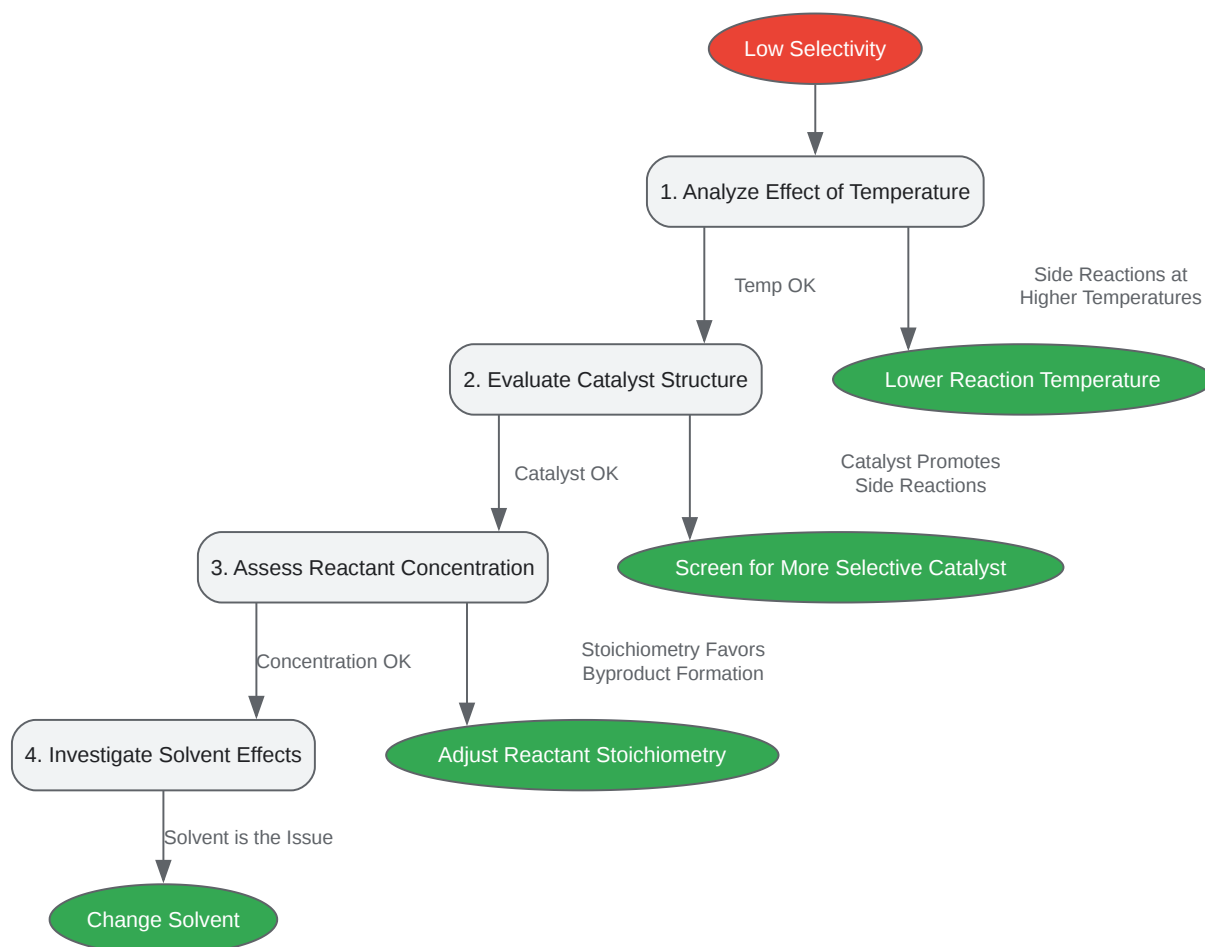 Low Selectivity
1. Analyze Effect of Temperature
Temp OK
Side Reactions at
Higher Temperatures
2. Evaluate Catalyst Structure
Lower Reaction Temperature
Catalyst OK
Catalyst Promotes
Side Reactions
3. Assess Reactant Concentration
Screen for More Selective Catalyst
Concentration OK
Stoichiometry Favors
Byproduct Formation
4. Investigate Solvent Effects
Adjust Reactant Stoichiometry
Solvent is the Issue
Change Solvent